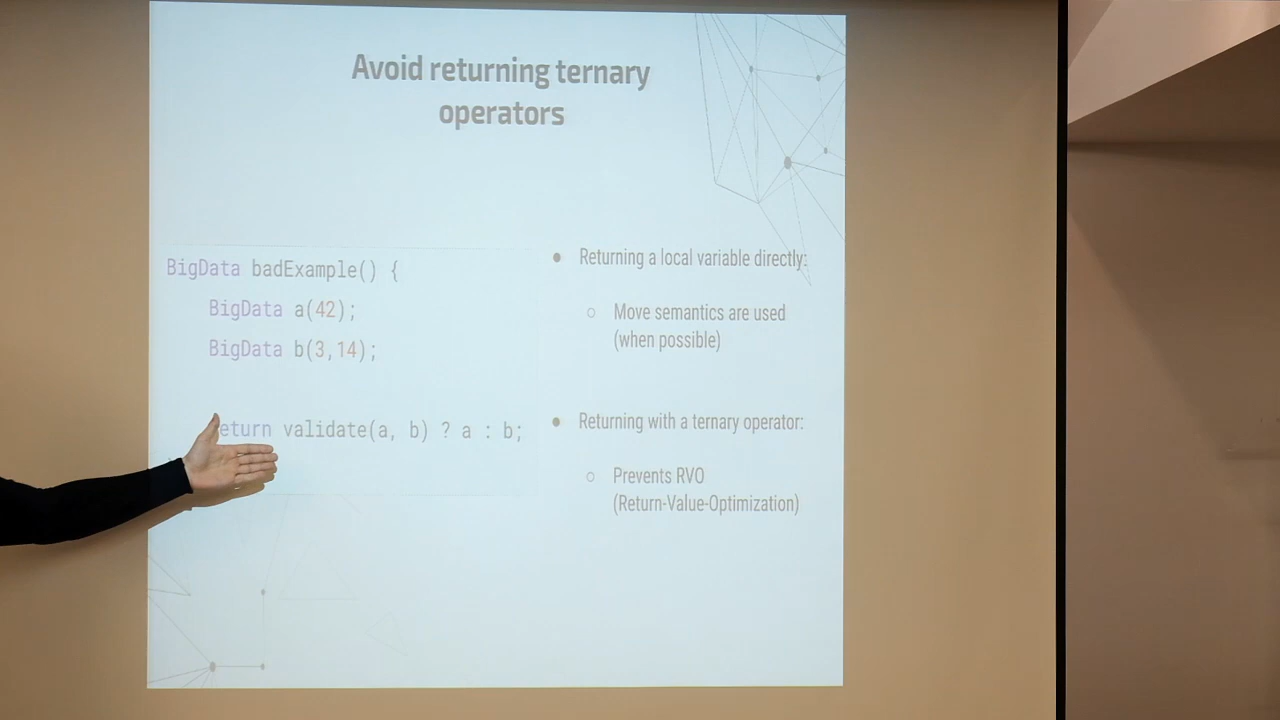 Avoid returning ternary
operators
BigData badExample() {
BigData a(42);
BigData b(3,14);
return validate(a, b) ? a : b;
Returning a local variable directly:
Move semantics are used
(when possible)
Returning with a ternary operator:
Prevents RVO
(Return-Value-Optimization)